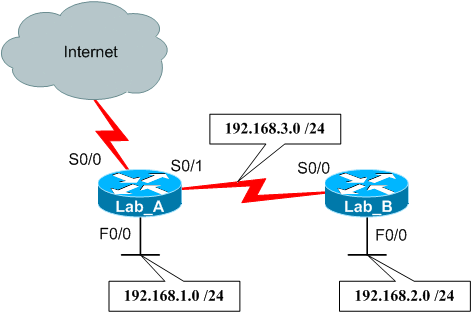 Internet
192.168.3.0 /24
S0/0
S0/1
S0/0
Lab_A
Lab_B
F0/0
F0/0
192.168.1.0 /24
192.168.2.0 /24